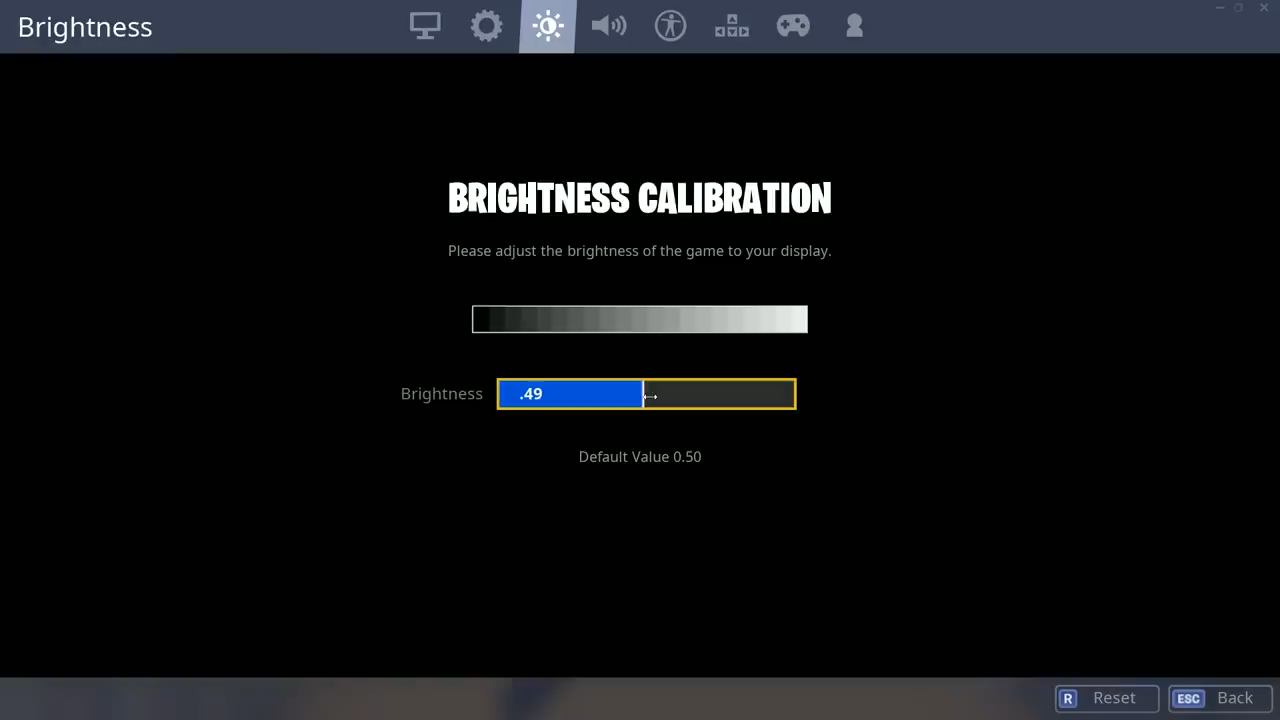 Brightness
BRIGHTNESS CALIBRATION
Please adjust the brightness of the game to your display.
Brightness .49
Default Value 0.50
R Reset ESC Back